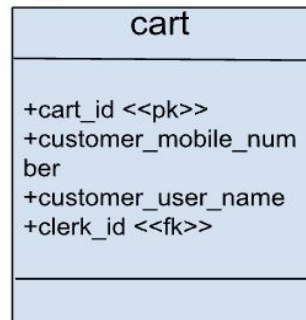 cart
+cart_id <<pk>>
+customer_mobile_num
ber
+customer_user_name
+clerk_id <<fk>>